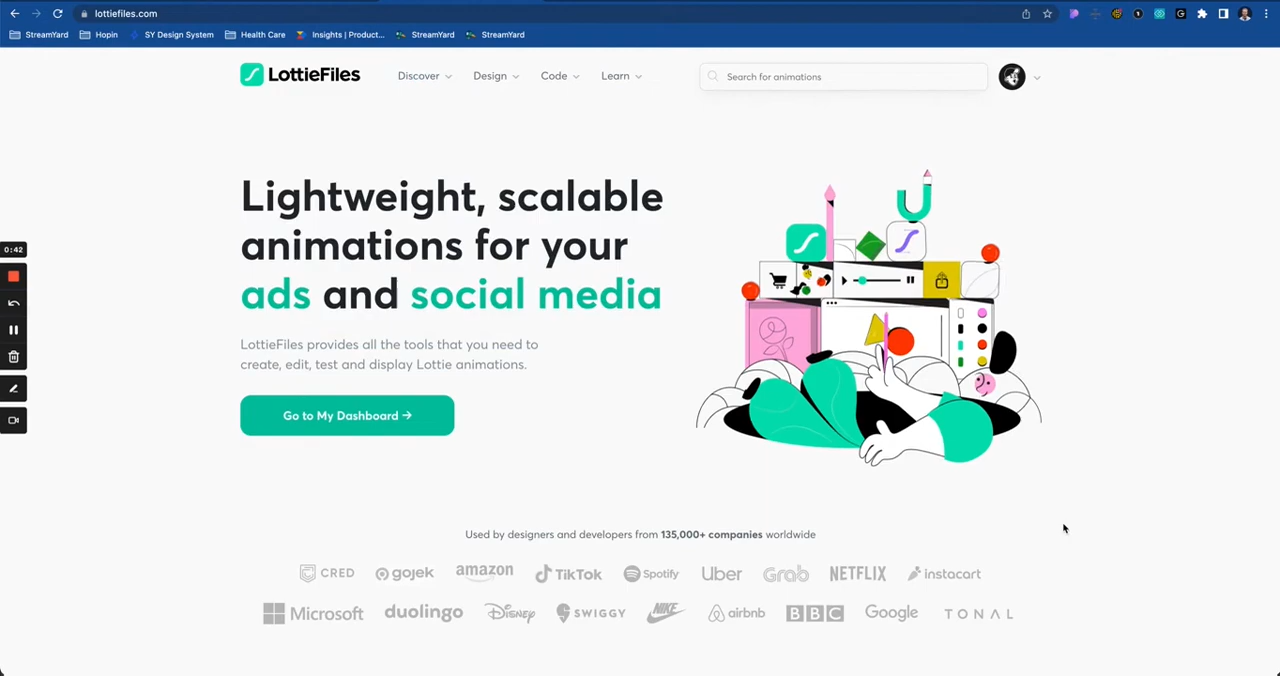 lottiefiles.com
StreamYard Hopin SY Design System Health Care Insights | Product... StreamYard StreamYard
LottieFiles Discover Design Code Learn Search for animations
Lightweight, scalable
animations for your
ads and social media
LottieFiles provides all the tools that you need to
create, edit, test and display Lottie animations.
Go to My Dashboard →
0:42
Used by designers and developers from 135,000+ companies worldwide
CRED gojek amazon TikTok Spotify Uber Grab NETFLIX instacart
Microsoft duolingo Disney SWIGGY NIKE airbnb BBC Google TONAL